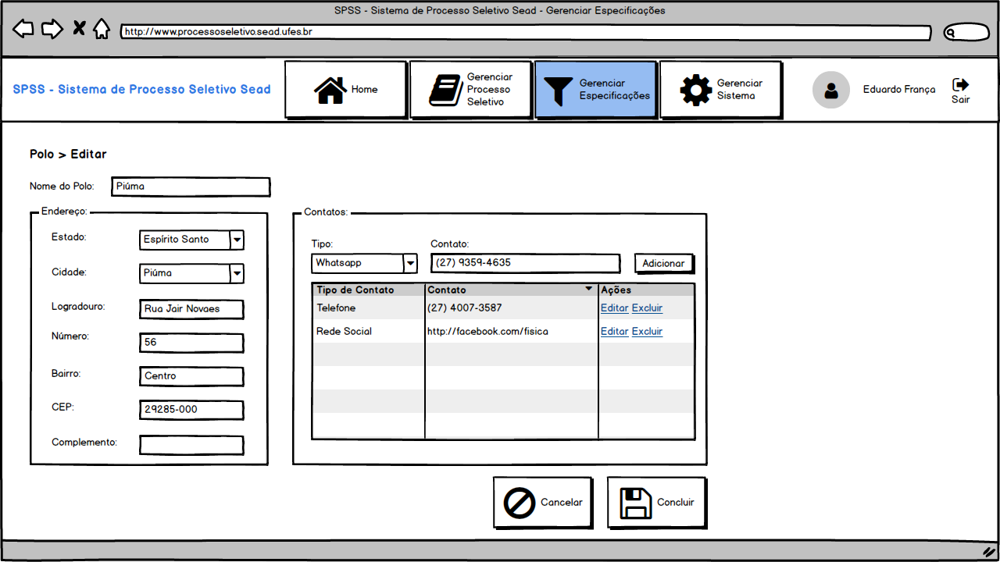 SPSS - Sistema de Processo Seletivo Sead - Gerenciar Especificações
http://www.processoseletivo.sead.ufes.br
SPSS - Sistema de Processo Seletivo Sead
Home
Gerenciar
Processo
Seletivo
Gerenciar
Especificações
Gerenciar
Sistema
Eduardo França
Sair
Polo > Editar
Nome do Polo: Piúma
Endereço:
Estado: Espírito Santo
Cidade: Piúma
Logradouro: Rua Jair Novaes
Número: 56
Bairro: Centro
CEP: 29285-000
Complemento:
Contatos:
Tipo: Contato:
Whatsapp (27) 9359-4635 Adicionar
Tipo de Contato Contato Ações
Telefone (27) 4007-3587 Editar Excluir
Rede Social http://facebook.com/fisica Editar Excluir
Cancelar Concluir